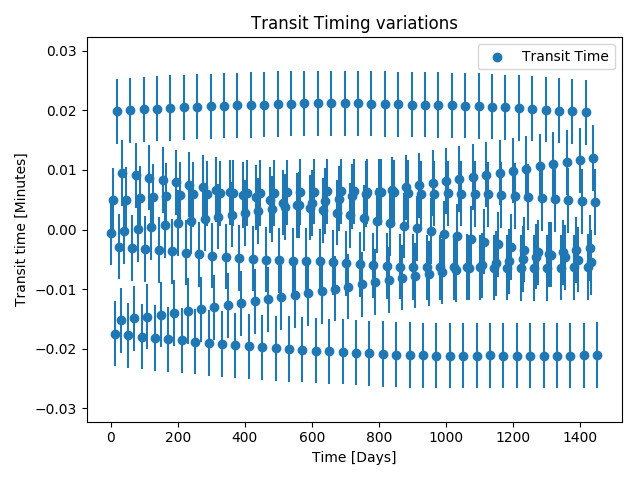 Transit Timing variations
Transit Time
Transit time [Minutes]
0.03
0.02
0.01
0.00
−0.01
−0.02
−0.03
0 200 400 600 800 1000 1200 1400
Time [Days]